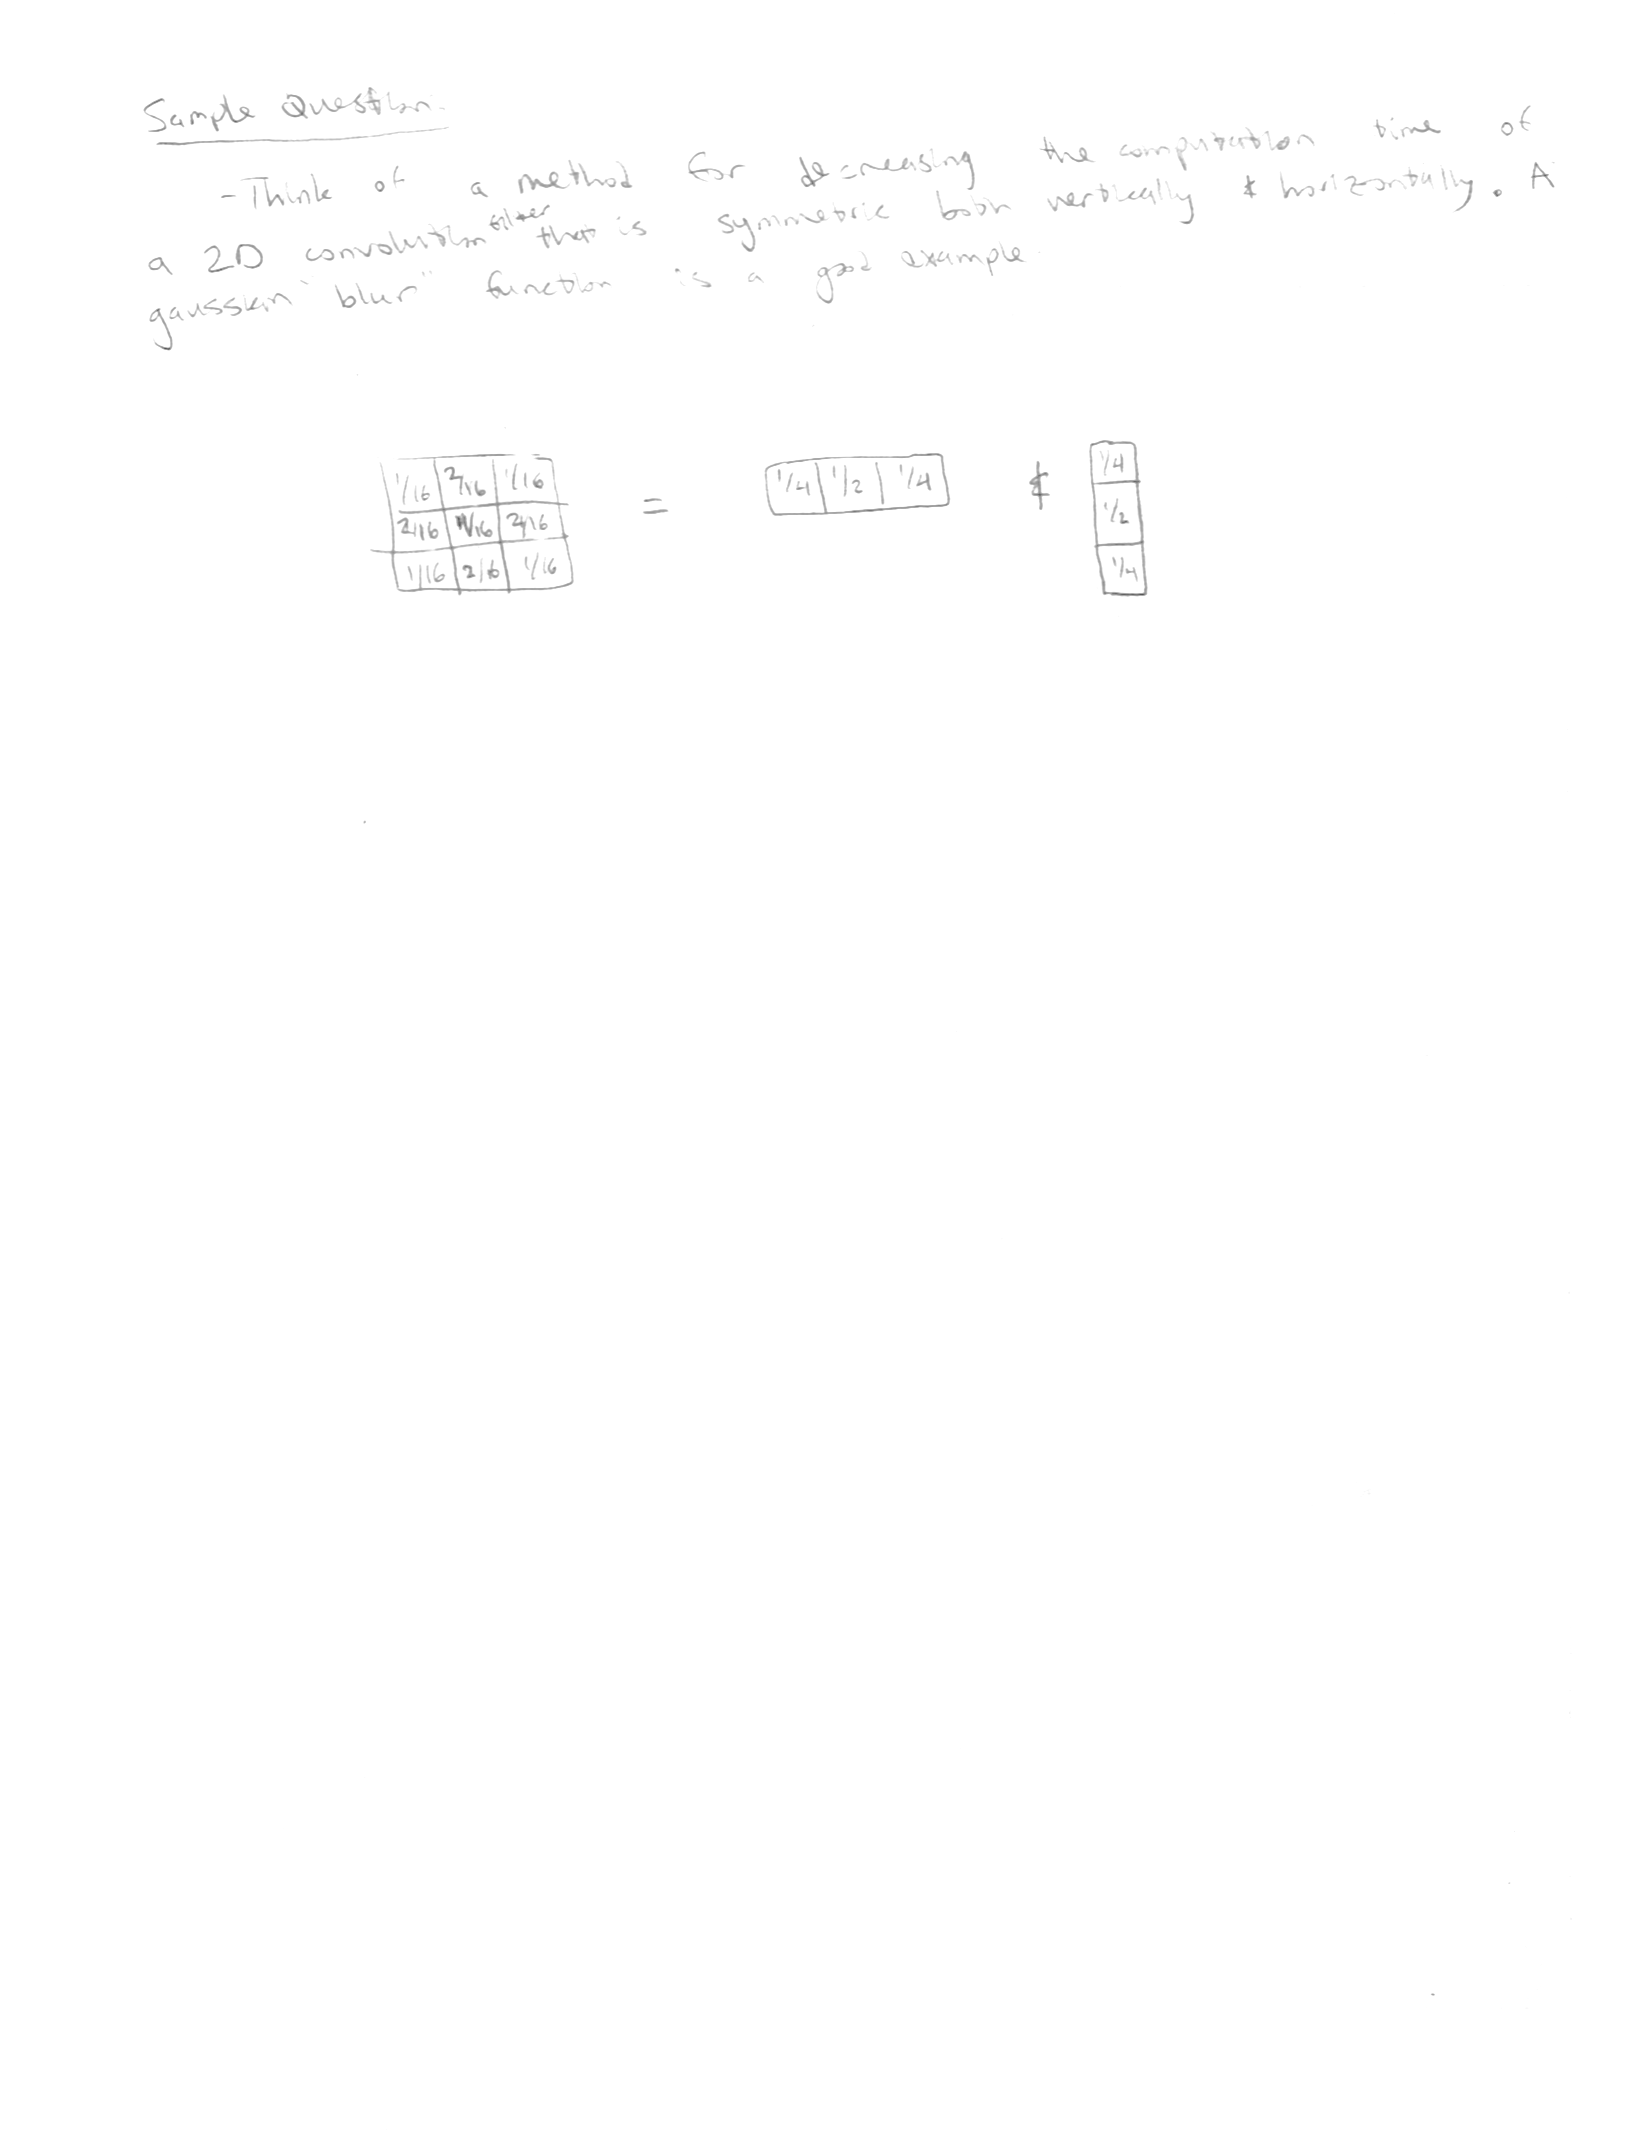 Sample Question:
- Think of a method for decreasing the computation time of
a 2D convolution filter that is symmetric both vertically & horizontally. A
gaussian "blur" function is a good example.
1/16 2/16 1/16 = 1/4 1/2 1/4 & 1/4
2/16 4/16 2/16 1/2
1/16 2/16 1/16 1/4